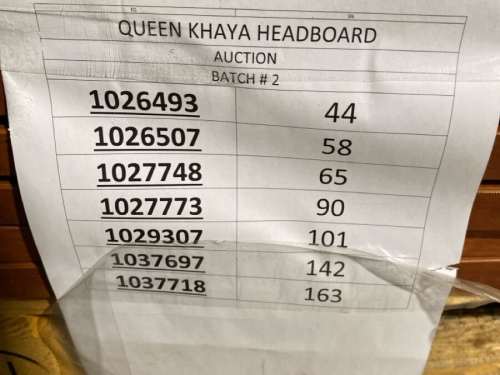 QUEEN KHAYA HEADBOARD
AUCTION
BATCH # 2
1026493 44
1026507 58
1027748 65
1027773 90
1029307 101
1037697 142
1037718 163